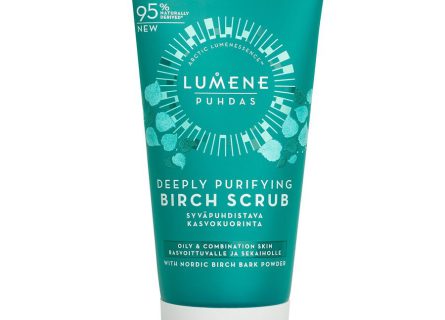 95% NATURALLY
DERIVED*
NEW
ARCTIC LUMENESSENCE™
LUMENE
PUHDAS
DEEPLY PURIFYING
BIRCH SCRUB
SYVÄPUHDISTAVA
KASVOKUORINTA
OILY & COMBINATION SKIN
RASVOITTUVALLE JA SEKAIHOLLE
WITH NORDIC BIRCH BARK POWDER